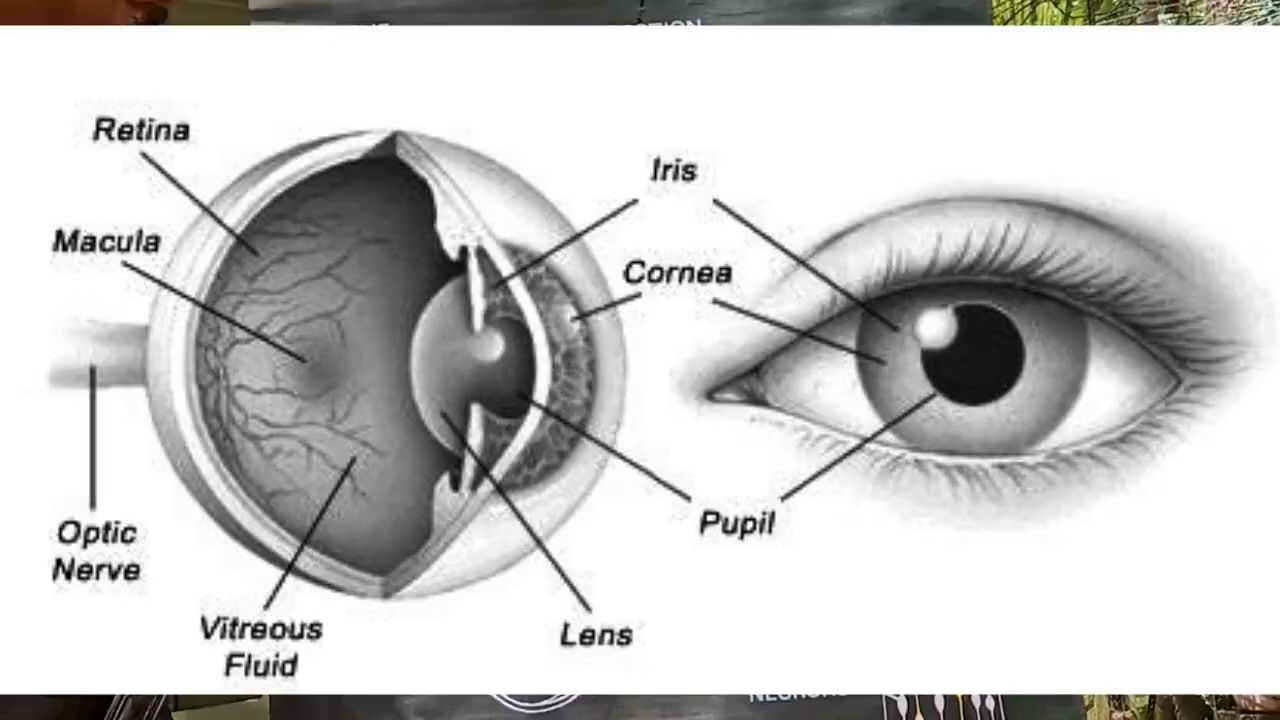 Retina
Iris
Macula
Cornea
Pupil
Optic
Nerve
Vitreous
Fluid
Lens